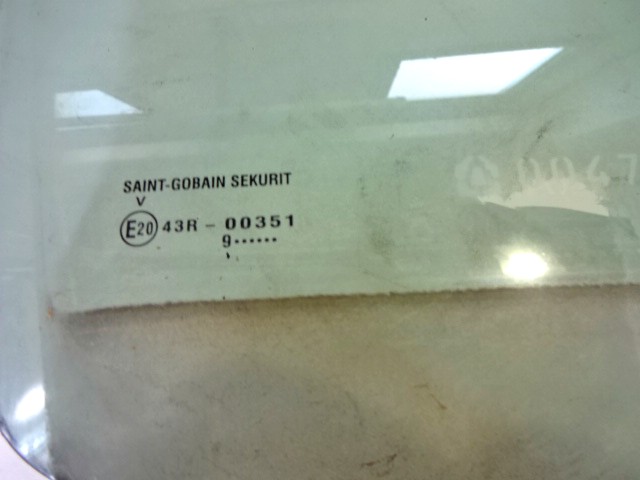 SAINT-GOBAIN SEKURIT
V
E20 43R - 00351
9••••••